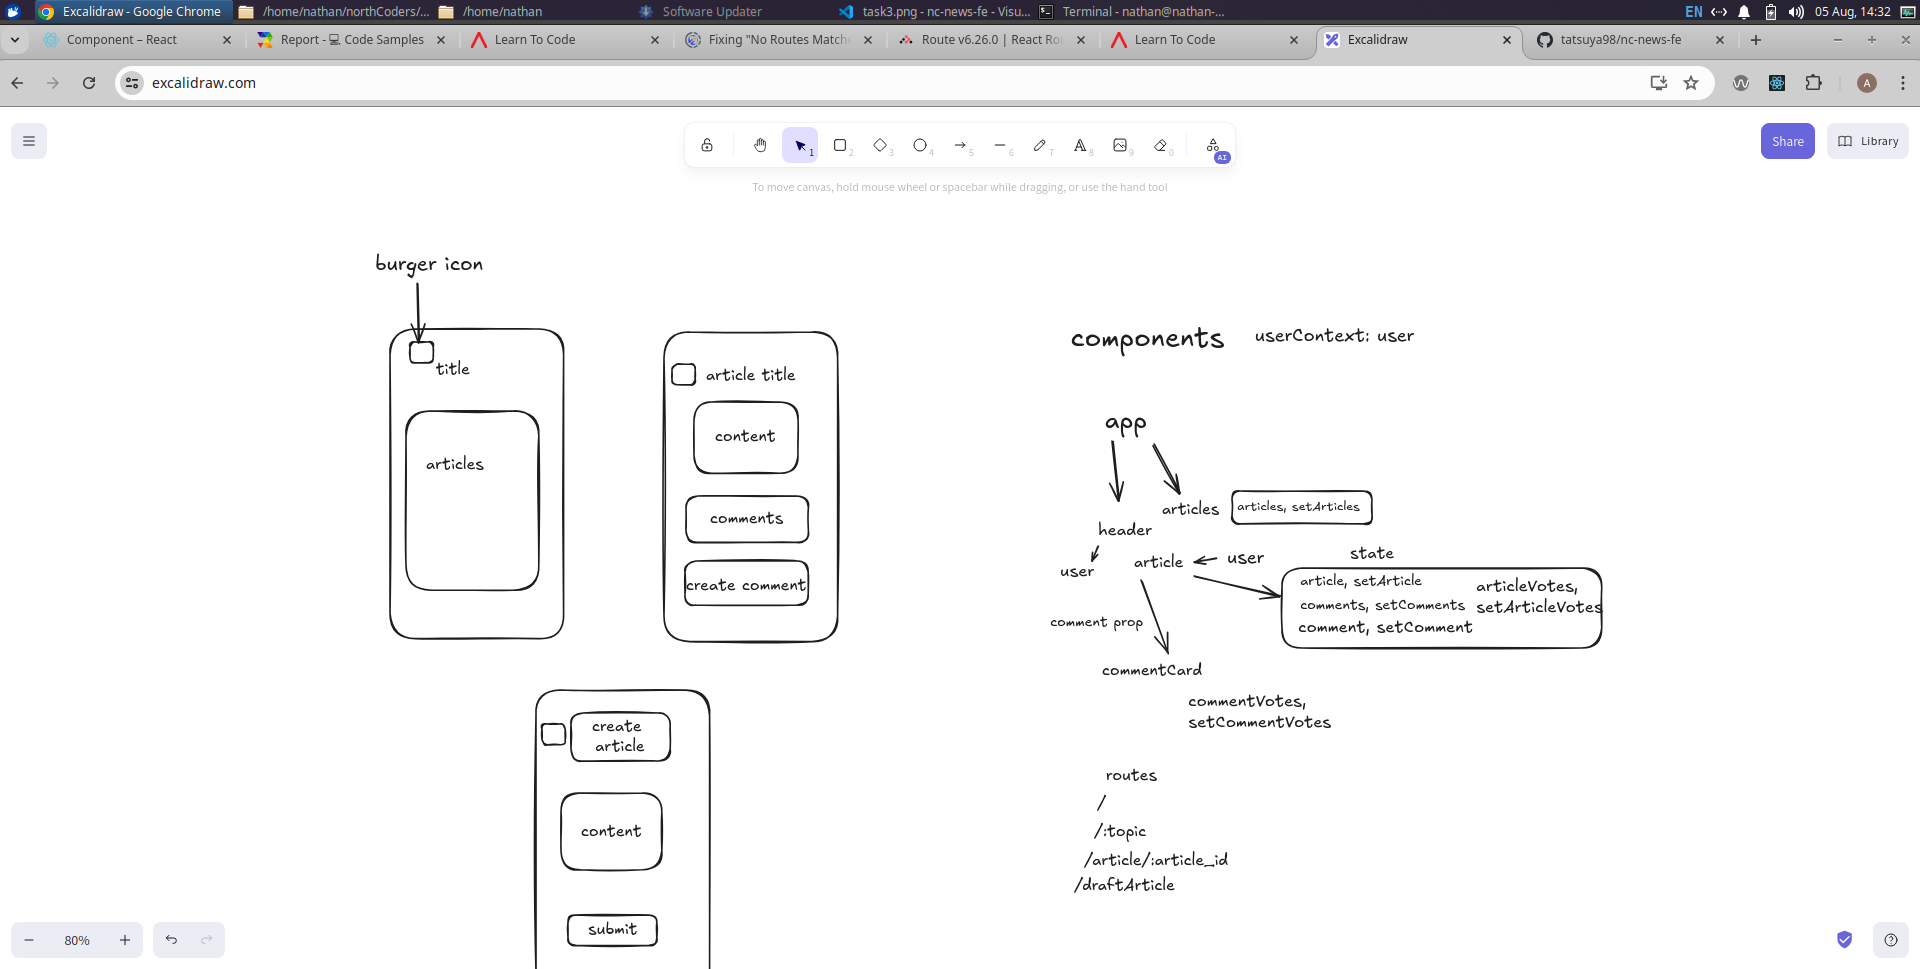 Excalidraw - Google Chrome
/home/nathan/northCoders/...
/home/nathan
Software Updater
task3.png - nc-news-fe - Visu...
Terminal - nathan@nathan-...
EN
05 Aug, 14:32
Component – React
Report - 💻 Code Samples
Learn To Code
Fixing "No Routes Matche
Route v6.26.0 | React Ro
Learn To Code
Excalidraw
tatsuya98/nc-news-fe
excalidraw.com
A
1
2
3
4
5
6
7
A
8
9
0
AI
Share
Library
To move canvas, hold mouse wheel or spacebar while dragging, or use the hand tool
burger icon
title
articles
article title
content
comments
create comment
create
article
content
submit
components
userContext: user
app
articles
articles, setArticles
header
user
article
user
state
article, setArticle
comments, setComments
comment, setComment
articleVotes,
setArticleVotes
comment prop
commentCard
commentVotes,
setCommentVotes
routes
/
/:topic
/article/:article_id
/draftArticle
80%